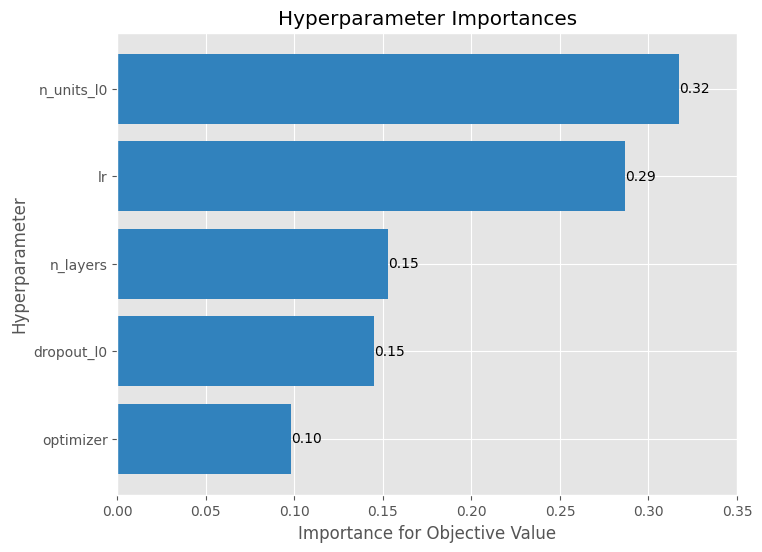 Hyperparameter Importances
Hyperparameter
n_units_l0
0.32
lr
0.29
n_layers
0.15
dropout_l0
0.15
optimizer
0.10
0.00 0.05 0.10 0.15 0.20 0.25 0.30 0.35
Importance for Objective Value